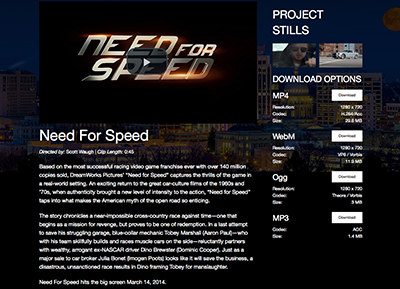 NEED FOR
SPEED
Need For Speed
Directed by: Scott Waugh | Clip Length: 0:45
Based on the most successful racing video game franchise ever with over 140 million
copies sold, DreamWorks Pictures' "Need for Speed" captures the thrills of the game in
a real-world setting. An exciting return to the great car-culture films of the 1960s and
'70s, when authenticity brought a new level of intensity to the action, "Need for Speed"
taps into what makes the American myth of the open road so enticing.
The story chronicles a near-impossible cross-country race against time—one that
begins as a mission for revenge, but proves to be one of redemption. In a last attempt
to save his struggling garage, blue-collar mechanic Tobey Marshall (Aaron Paul)—who
with his team skillfully builds and races muscle cars on the side—reluctantly partners
with wealthy, arrogant ex-NASCAR driver Dino Brewster (Dominic Cooper). Just as a
major sale to car broker Julia Bonet (Imogen Poots) looks like it will save the business, a
disastrous, unsanctioned race results in Dino framing Tobey for manslaughter.
Need For Speed hits the big screen March 14, 2014.
PROJECT
STILLS
DOWNLOAD OPTIONS
MP4 Download
Resolution: 1280 x 720
Codec: H.264/Acc
Size: 20.8 MB
WebM Download
Resolution: 1280 x 720
Codec: VP8 / Vorbis
Size: 11.5 MB
Ogg Download
Resolution: 1280 x 720
Codec: Theora / Vorbis
Size: 3 MB
MP3 Download
Codec: ACC
Size: 1.4 MB